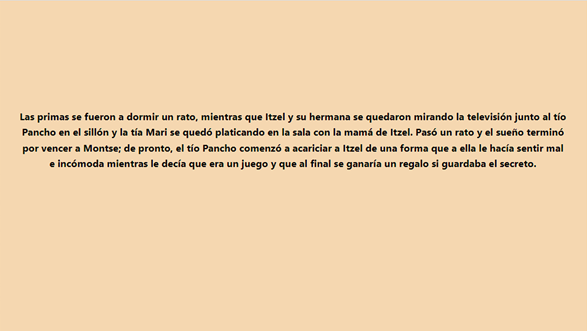 Las primas se fueron a dormir un rato, mientras que Itzel y su hermana se quedaron mirando la televisión junto al tío
Pancho en el sillón y la tía Mari se quedó platicando en la sala con la mamá de Itzel. Pasó un rato y el sueño terminó
por vencer a Montse; de pronto, el tío Pancho comenzó a acariciar a Itzel de una forma que a ella le hacía sentir mal
e incómoda mientras le decía que era un juego y que al final se ganaría un regalo si guardaba el secreto.